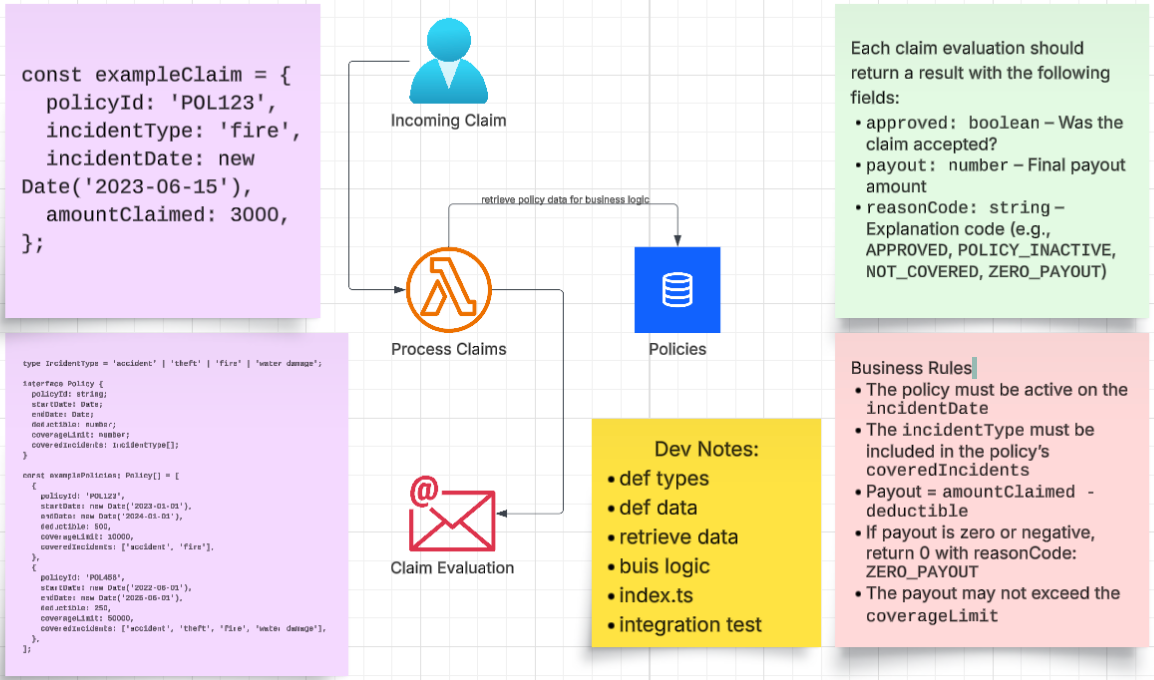 const exampleClaim = {
  policyId: 'POL123',
  incidentType: 'fire',
  incidentDate: new
Date('2023-06-15'),
  amountClaimed: 3000,
};
Incoming Claim
retrieve policy data for business logic
Process Claims
Policies
Claim Evaluation
type IncidentType = 'accident' | 'theft' | 'fire' | 'water damage';
interface Policy {
  policyId: string;
  startDate: Date;
  endDate: Date;
  deductible: number;
  coverageLimit: number;
  coveredIncidents: IncidentType[];
}
const examplePolicies: Policy[] = [
  {
    policyId: 'POL123',
    startDate: new Date('2023-01-01'),
    endDate: new Date('2024-01-01'),
    deductible: 500,
    coverageLimit: 10000,
    coveredIncidents: ['accident', 'fire'],
  },
  {
    policyId: 'POL456',
    startDate: new Date('2022-06-01'),
    endDate: new Date('2025-06-01'),
    deductible: 250,
    coverageLimit: 50000,
    coveredIncidents: ['accident', 'theft', 'fire', 'water damage'],
  },
];
Dev Notes:
• def types
• def data
• retrieve data
• buis logic
• index.ts
• integration test
Each claim evaluation should
return a result with the following
fields:
• approved: boolean – Was the
claim accepted?
• payout: number – Final payout
amount
• reasonCode: string –
Explanation code (e.g.,
APPROVED, POLICY_INACTIVE,
NOT_COVERED, ZERO_PAYOUT)
Business Rules
• The policy must be active on the
incidentDate
• The incidentType must be
included in the policy's
coveredIncidents
• Payout = amountClaimed -
deductible
• If payout is zero or negative,
return 0 with reasonCode:
ZERO_PAYOUT
• The payout may not exceed the
coverageLimit